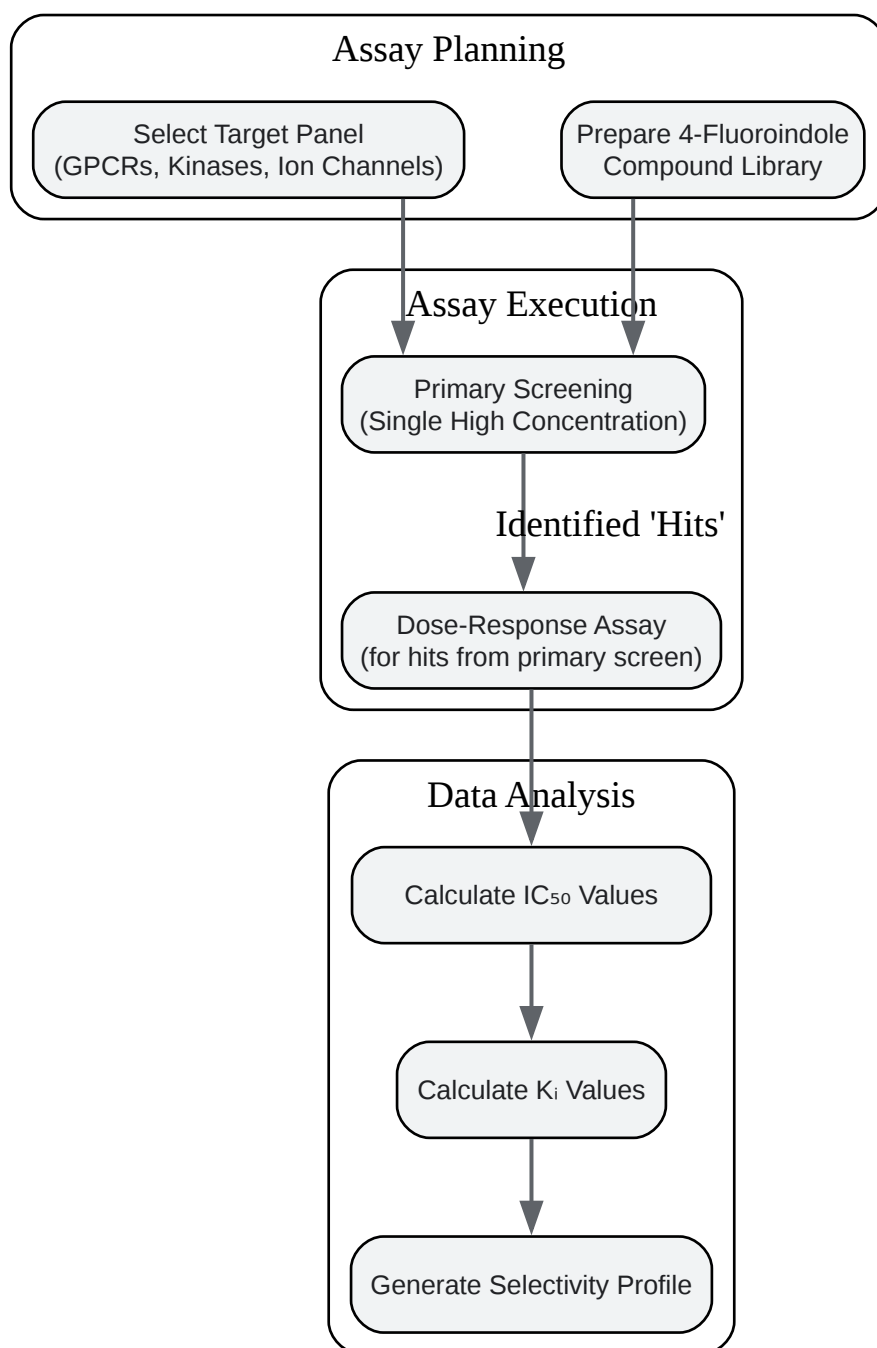 Assay Planning
Select Target Panel
(GPCRs, Kinases, Ion Channels)
Prepare 4-Fluoroindole
Compound Library
Assay Execution
Primary Screening
(Single High Concentration)
Identified 'Hits'
Dose-Response Assay
(for hits from primary screen)
Data Analysis
Calculate IC₅₀ Values
Calculate Kᵢ Values
Generate Selectivity Profile